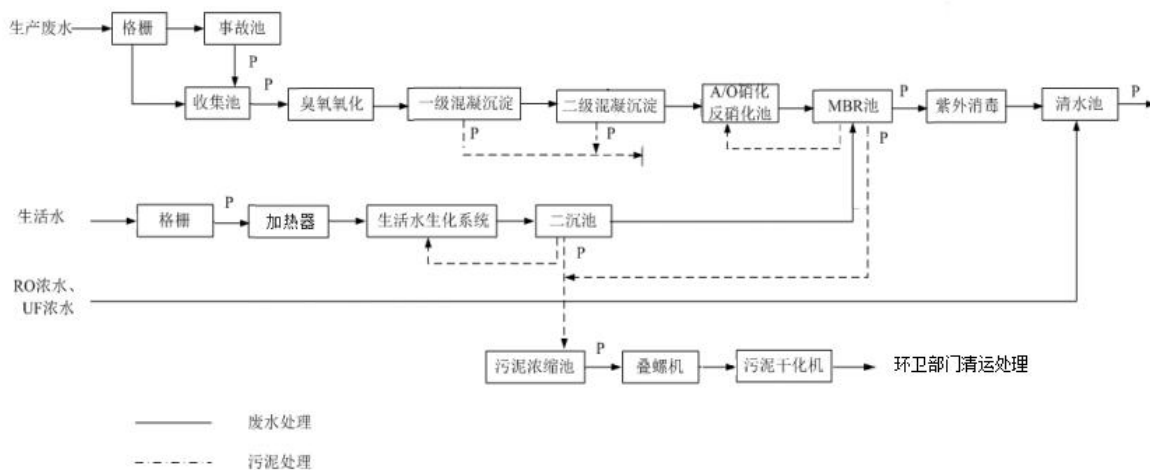 生产废水
格栅
事故池
P
收集池
P
臭氧氧化
一级混凝沉淀
P
二级混凝沉淀
P
A/O硝化
反硝化池
MBR池
P
P
紫外消毒
清水池
P
生活水
格栅
P
加热器
生活水生化系统
二沉池
P
RO浓水、
UF浓水
污泥浓缩池
P
叠螺机
污泥干化机
环卫部门清运处理
废水处理
污泥处理